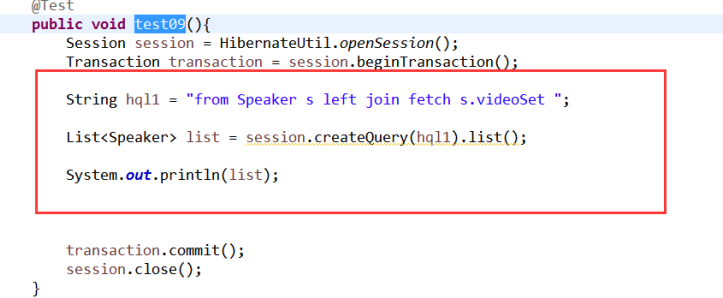 @Test
public void test09(){
Session session = HibernateUtil.openSession();
Transaction transaction = session.beginTransaction();
String hql1 = "from Speaker s left join fetch s.videoSet ";
List<Speaker> list = session.createQuery(hql1).list();
System.out.println(list);
transaction.commit();
session.close();
}